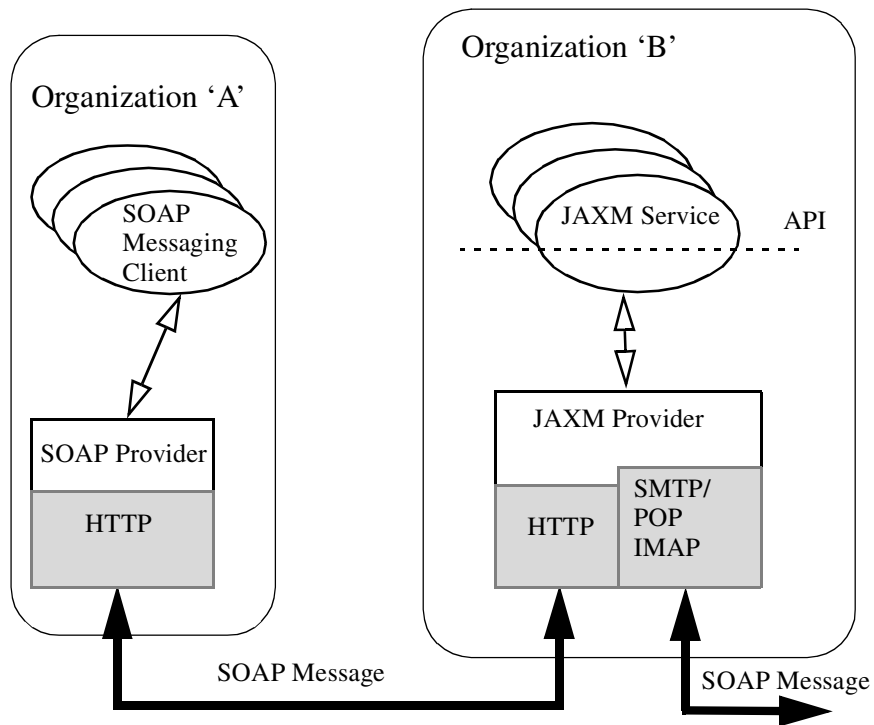 Organization ‘A’
SOAP
Messaging
Client
SOAP Provider
HTTP
Organization ‘B’
JAXM Service
API
JAXM Provider
HTTP
SMTP/
POP
IMAP
SOAP Message
SOAP Message